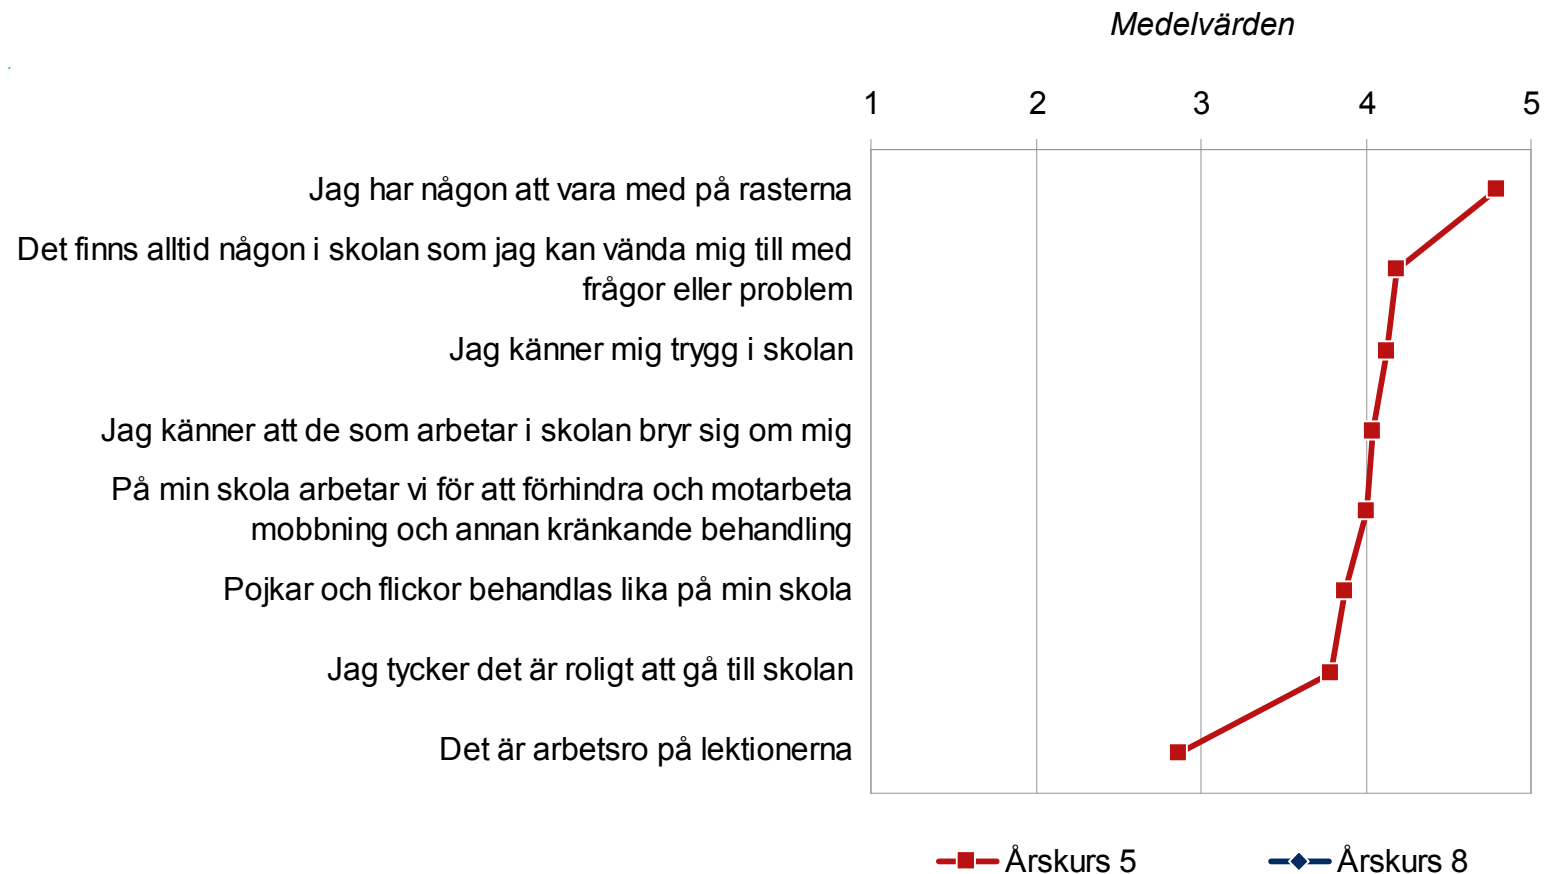 Medelvärden
1 2 3 4 5
Jag har någon att vara med på rasterna
Det finns alltid någon i skolan som jag kan vända mig till med
frågor eller problem
Jag känner mig trygg i skolan
Jag känner att de som arbetar i skolan bryr sig om mig
På min skola arbetar vi för att förhindra och motarbeta
mobbning och annan kränkande behandling
Pojkar och flickor behandlas lika på min skola
Jag tycker det är roligt att gå till skolan
Det är arbetsro på lektionerna
Årskurs 5 Årskurs 8